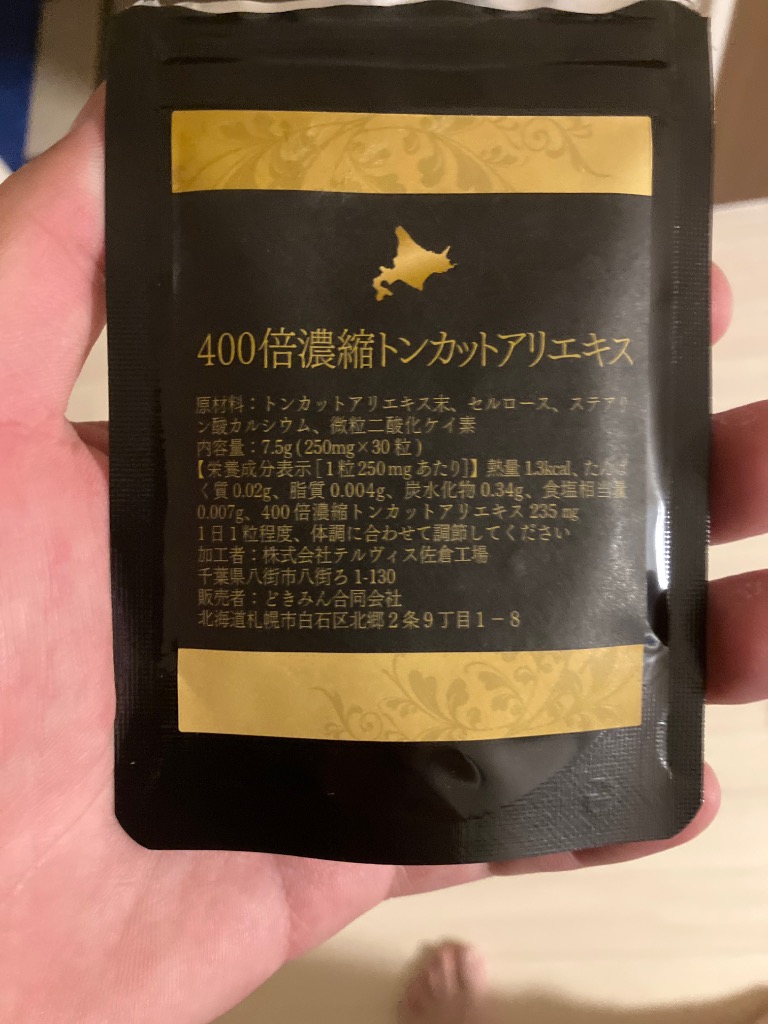 400倍濃縮トンカットアリエキス
原材料：トンカットアリエキス末、セルロース、ステアリ
ン酸カルシウム、微粒二酸化ケイ素
内容量：7.5g(250mg×30粒)
【栄養成分表示[1粒250mgあたり]】熱量1.3kcal、たんぱ
く質0.02g、脂質0.004g、炭水化物0.34g、食塩相当量
0.007g、400倍濃縮トンカットアリエキス235mg
1日1粒程度、体調に合わせて調節してください
加工者：株式会社テルヴィス佐倉工場
千葉県八街市八街ろ1-130
販売者：どきみん合同会社
北海道札幌市白石区北郷2条9丁目1－8